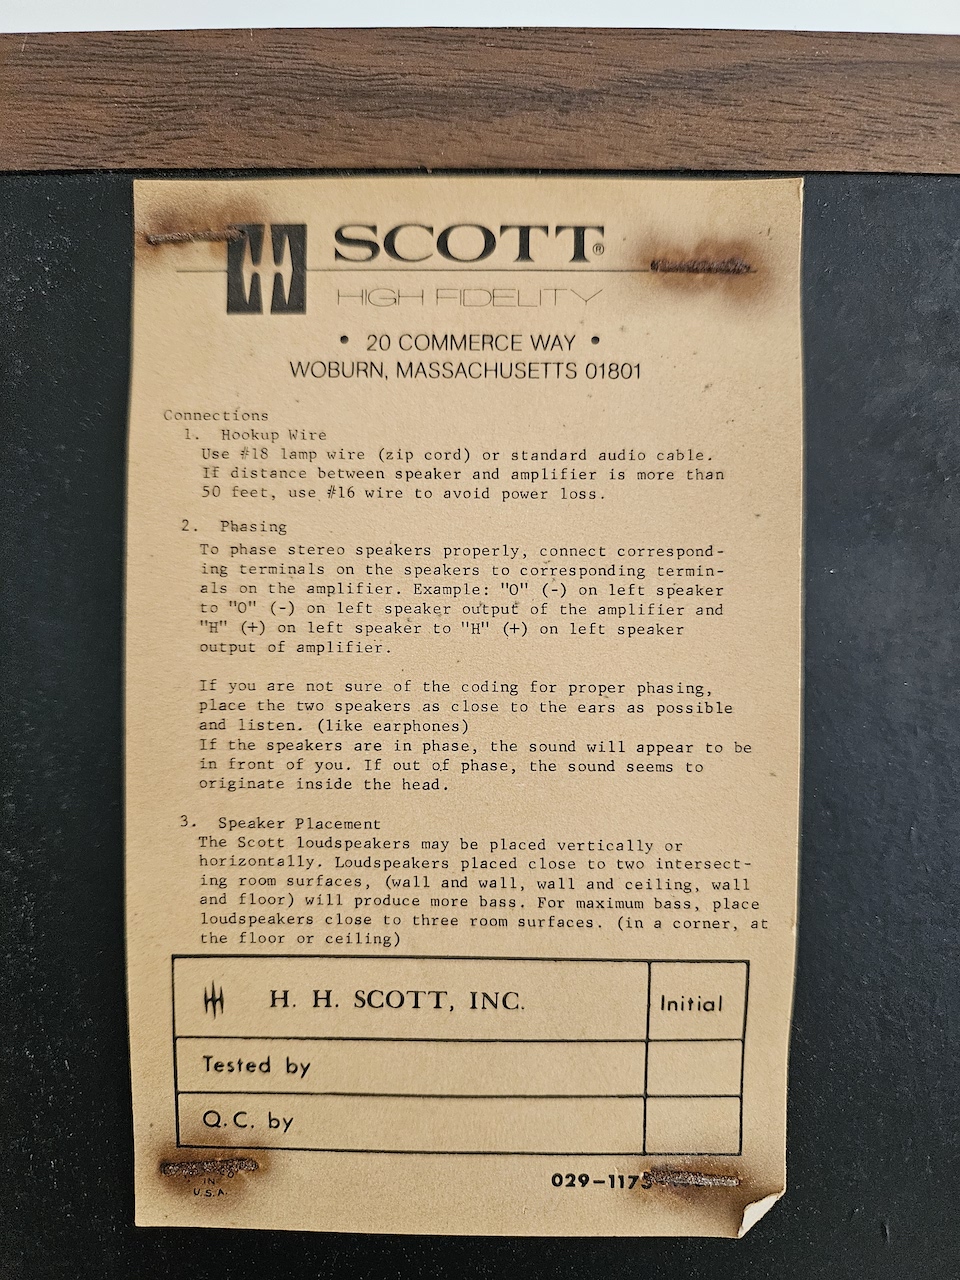 SCOTT®
HIGH FIDELITY
• 20 COMMERCE WAY •
WOBURN, MASSACHUSETTS 01801
Connections
1. Hookup Wire
Use #18 lamp wire (zip cord) or standard audio cable.
If distance between speaker and amplifier is more than
50 feet, use #16 wire to avoid power loss.
2. Phasing
To phase stereo speakers properly, connect correspond-
ing terminals on the speakers to corresponding termin-
als on the amplifier. Example: "O" (-) on left speaker
to "O" (-) on left speaker output of the amplifier and
"H" (+) on left speaker to "H" (+) on left speaker
output of amplifier.
If you are not sure of the coding for proper phasing,
place the two speakers as close to the ears as possible
and listen. (like earphones)
If the speakers are in phase, the sound will appear to be
in front of you. If out of phase, the sound seems to
originate inside the head.
3. Speaker Placement
The Scott loudspeakers may be placed vertically or
horizontally. Loudspeakers placed close to two intersect-
ing room surfaces, (wall and wall, wall and ceiling, wall
and floor) will produce more bass. For maximum bass, place
loudspeakers close to three room surfaces. (in a corner, at
the floor or ceiling)
H. H. SCOTT, INC. Initial
Tested by
Q.C. by
IN
U.S.A.
029-1175